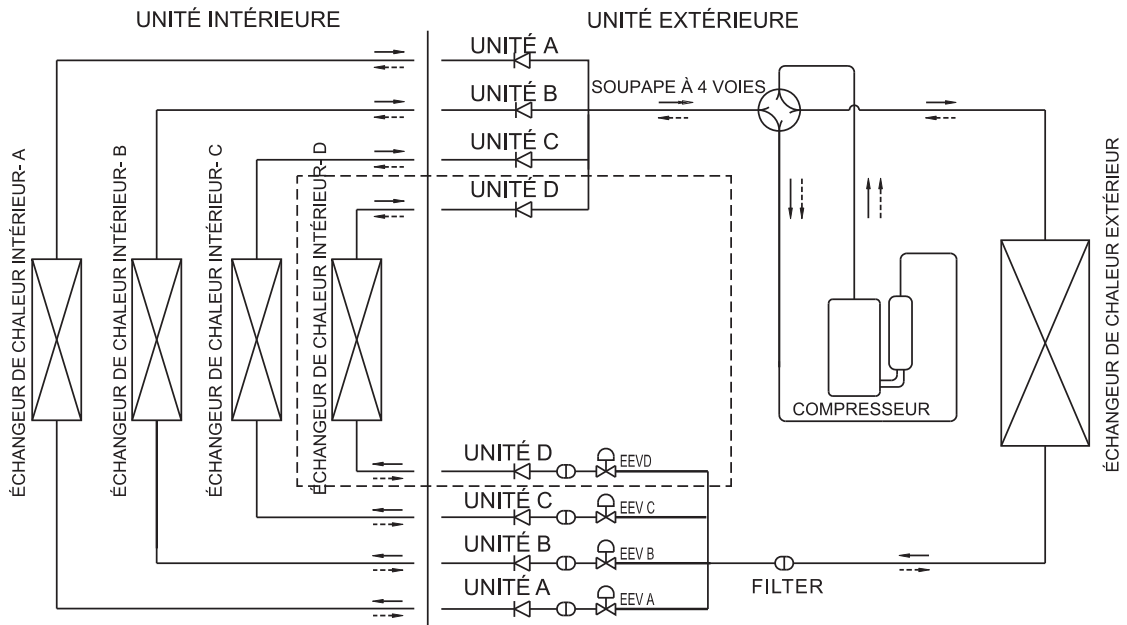 UNITÉ INTÉRIEURE
UNITÉ EXTÉRIEURE
UNITÉ A
UNITÉ B
SOUPAPE À 4 VOIES
UNITÉ C
UNITÉ D
ÉCHANGEUR DE CHALEUR INTÉRIEUR- A
ÉCHANGEUR DE CHALEUR INTÉRIEUR- B
ÉCHANGEUR DE CHALEUR INTÉRIEUR- C
ÉCHANGEUR DE CHALEUR INTÉRIEUR- D
ÉCHANGEUR DE CHALEUR EXTÉRIEUR
COMPRESSEUR
UNITÉ D
EEVD
UNITÉ C
EEV C
UNITÉ B
EEV B
FILTER
UNITÉ A
EEV A